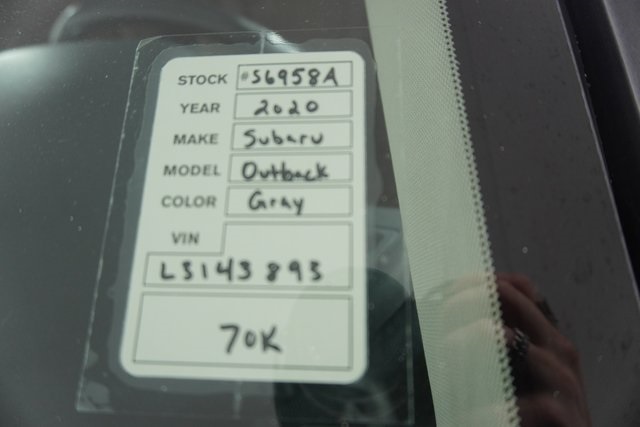 STOCK #S6958A
YEAR 2020
MAKE Subaru
MODEL Outback
COLOR Gray
VIN
L3143893
70K